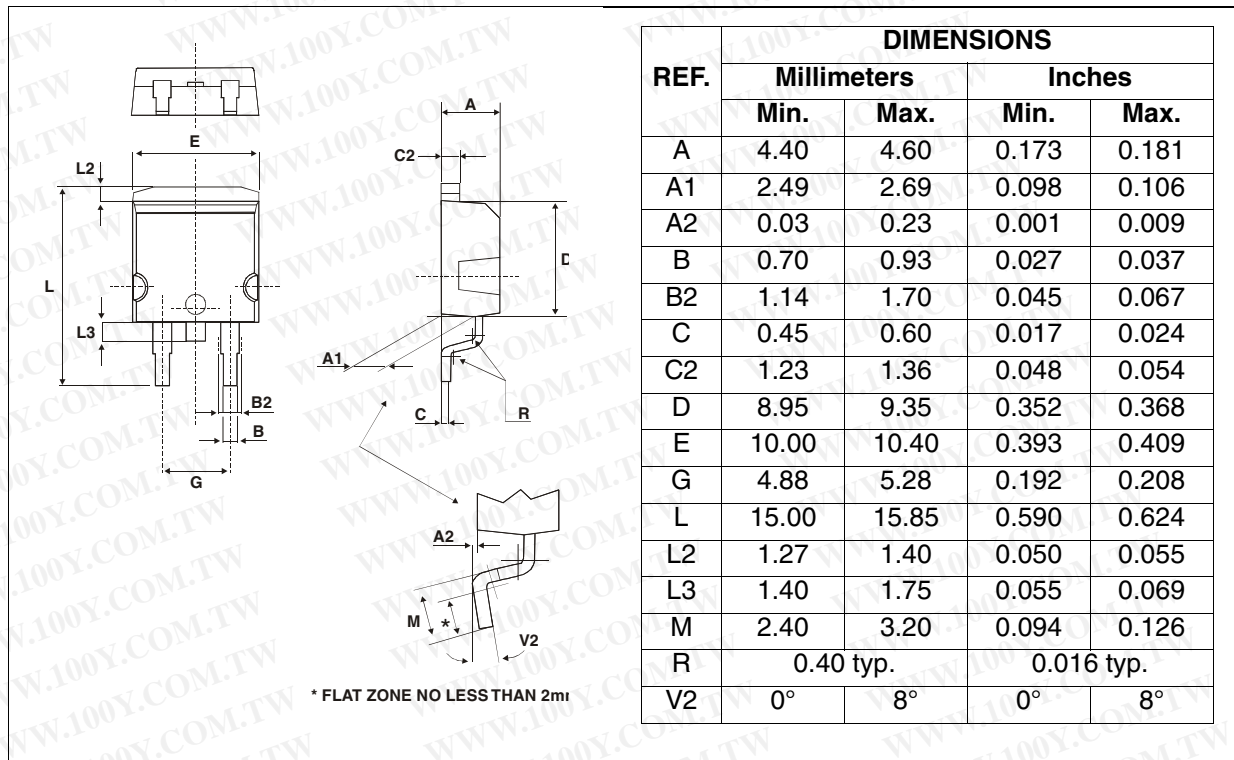 A
E
C2
L2
D
L
L3
A1
B2
C
R
B
G
A2
M
*
V2
* FLAT ZONE NO LESS THAN 2m
REF. DIMENSIONS
Millimeters Inches
Min. Max. Min. Max.
A 4.40 4.60 0.173 0.181
A1 2.49 2.69 0.098 0.106
A2 0.03 0.23 0.001 0.009
B 0.70 0.93 0.027 0.037
B2 1.14 1.70 0.045 0.067
C 0.45 0.60 0.017 0.024
C2 1.23 1.36 0.048 0.054
D 8.95 9.35 0.352 0.368
E 10.00 10.40 0.393 0.409
G 4.88 5.28 0.192 0.208
L 15.00 15.85 0.590 0.624
L2 1.27 1.40 0.050 0.055
L3 1.40 1.75 0.055 0.069
M 2.40 3.20 0.094 0.126
R 0.40 typ. 0.016 typ.
V2 0° 8° 0° 8°
WWW.100Y.COM.TW